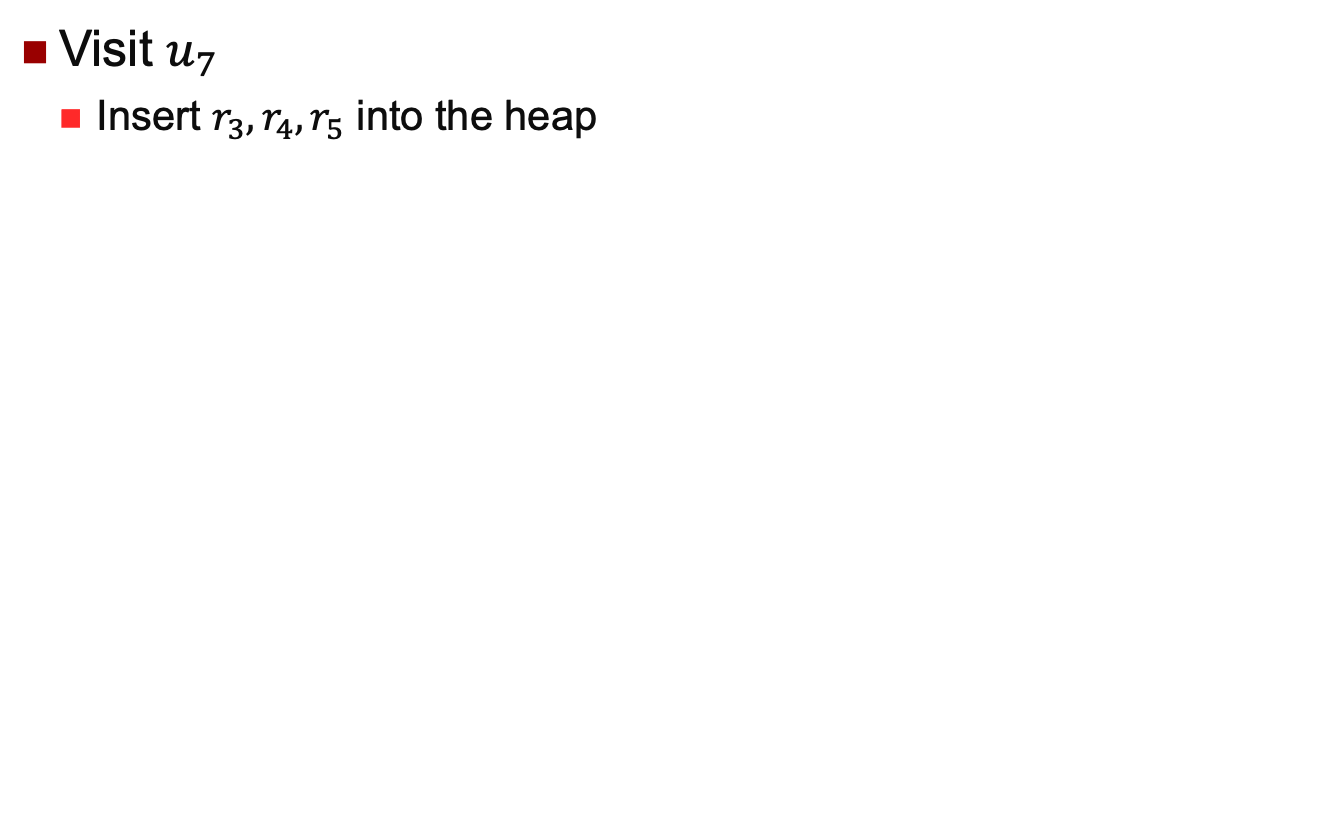 Visit 𝑢₇
Insert 𝑟₃, 𝑟₄, 𝑟₅ into the heap